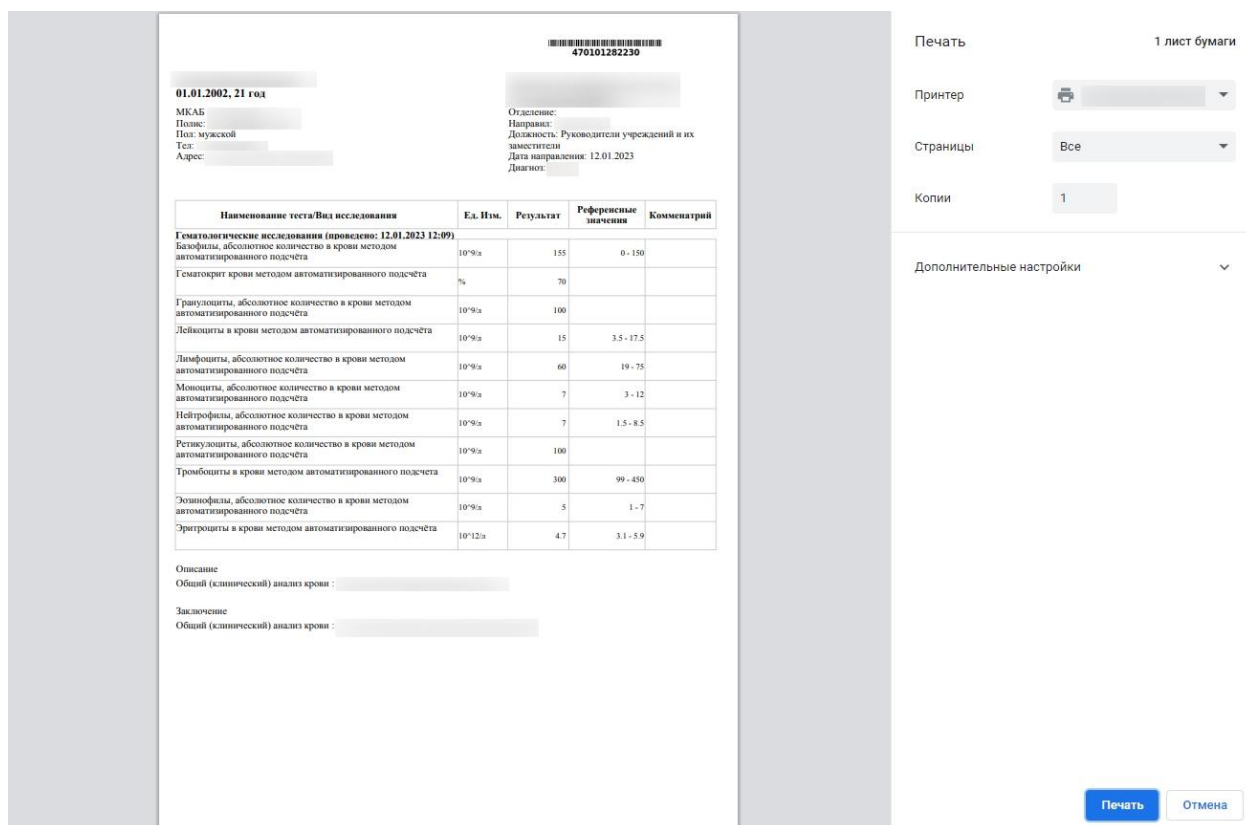 Печать
1 лист бумаги
Принтер
Страницы
Все
Копии
1
Дополнительные настройки
Печать
Отмена
470101282230
01.01.2002, 21 год
МКАБ
Полис:
Пол: мужской
Тел:
Адрес:
Отделение:
Направил:
Должность: Руководители учреждений и их
заместители
Дата направления: 12.01.2023
Диагноз:
Наименование теста/Вид исследования Ед. Изм. Результат Референсные значения Комменатрий
Гематологические исследования (проведено: 12.01.2023 12:09)
Базофилы, абсолютное количество в крови методом
автоматизированного подсчёта 10^9/л 155 0 - 150
Гематокрит крови методом автоматизированного подсчёта % 70
Гранулоциты, абсолютное количество в крови методом
автоматизированного подсчёта 10^9/л 100
Лейкоциты в крови методом автоматизированного подсчёта 10^9/л 15 3.5 - 17.5
Лимфоциты, абсолютное количество в крови методом
автоматизированного подсчёта 10^9/л 60 19 - 75
Моноциты, абсолютное количество в крови методом
автоматизированного подсчёта 10^9/л 7 3 - 12
Нейтрофилы, абсолютное количество в крови методом
автоматизированного подсчёта 10^9/л 7 1.5 - 8.5
Ретикулоциты, абсолютное количество в крови методом
автоматизированного подсчёта 10^9/л 100
Тромбоциты в крови методом автоматизированного подсчета 10^9/л 300 99 - 450
Эозинофилы, абсолютное количество в крови методом
автоматизированного подсчёта 10^9/л 5 1 - 7
Эритроциты в крови методом автоматизированного подсчёта 10^12/л 4.7 3.1 - 5.9
Описание
Общий (клинический) анализ крови :
Заключение
Общий (клинический) анализ крови :